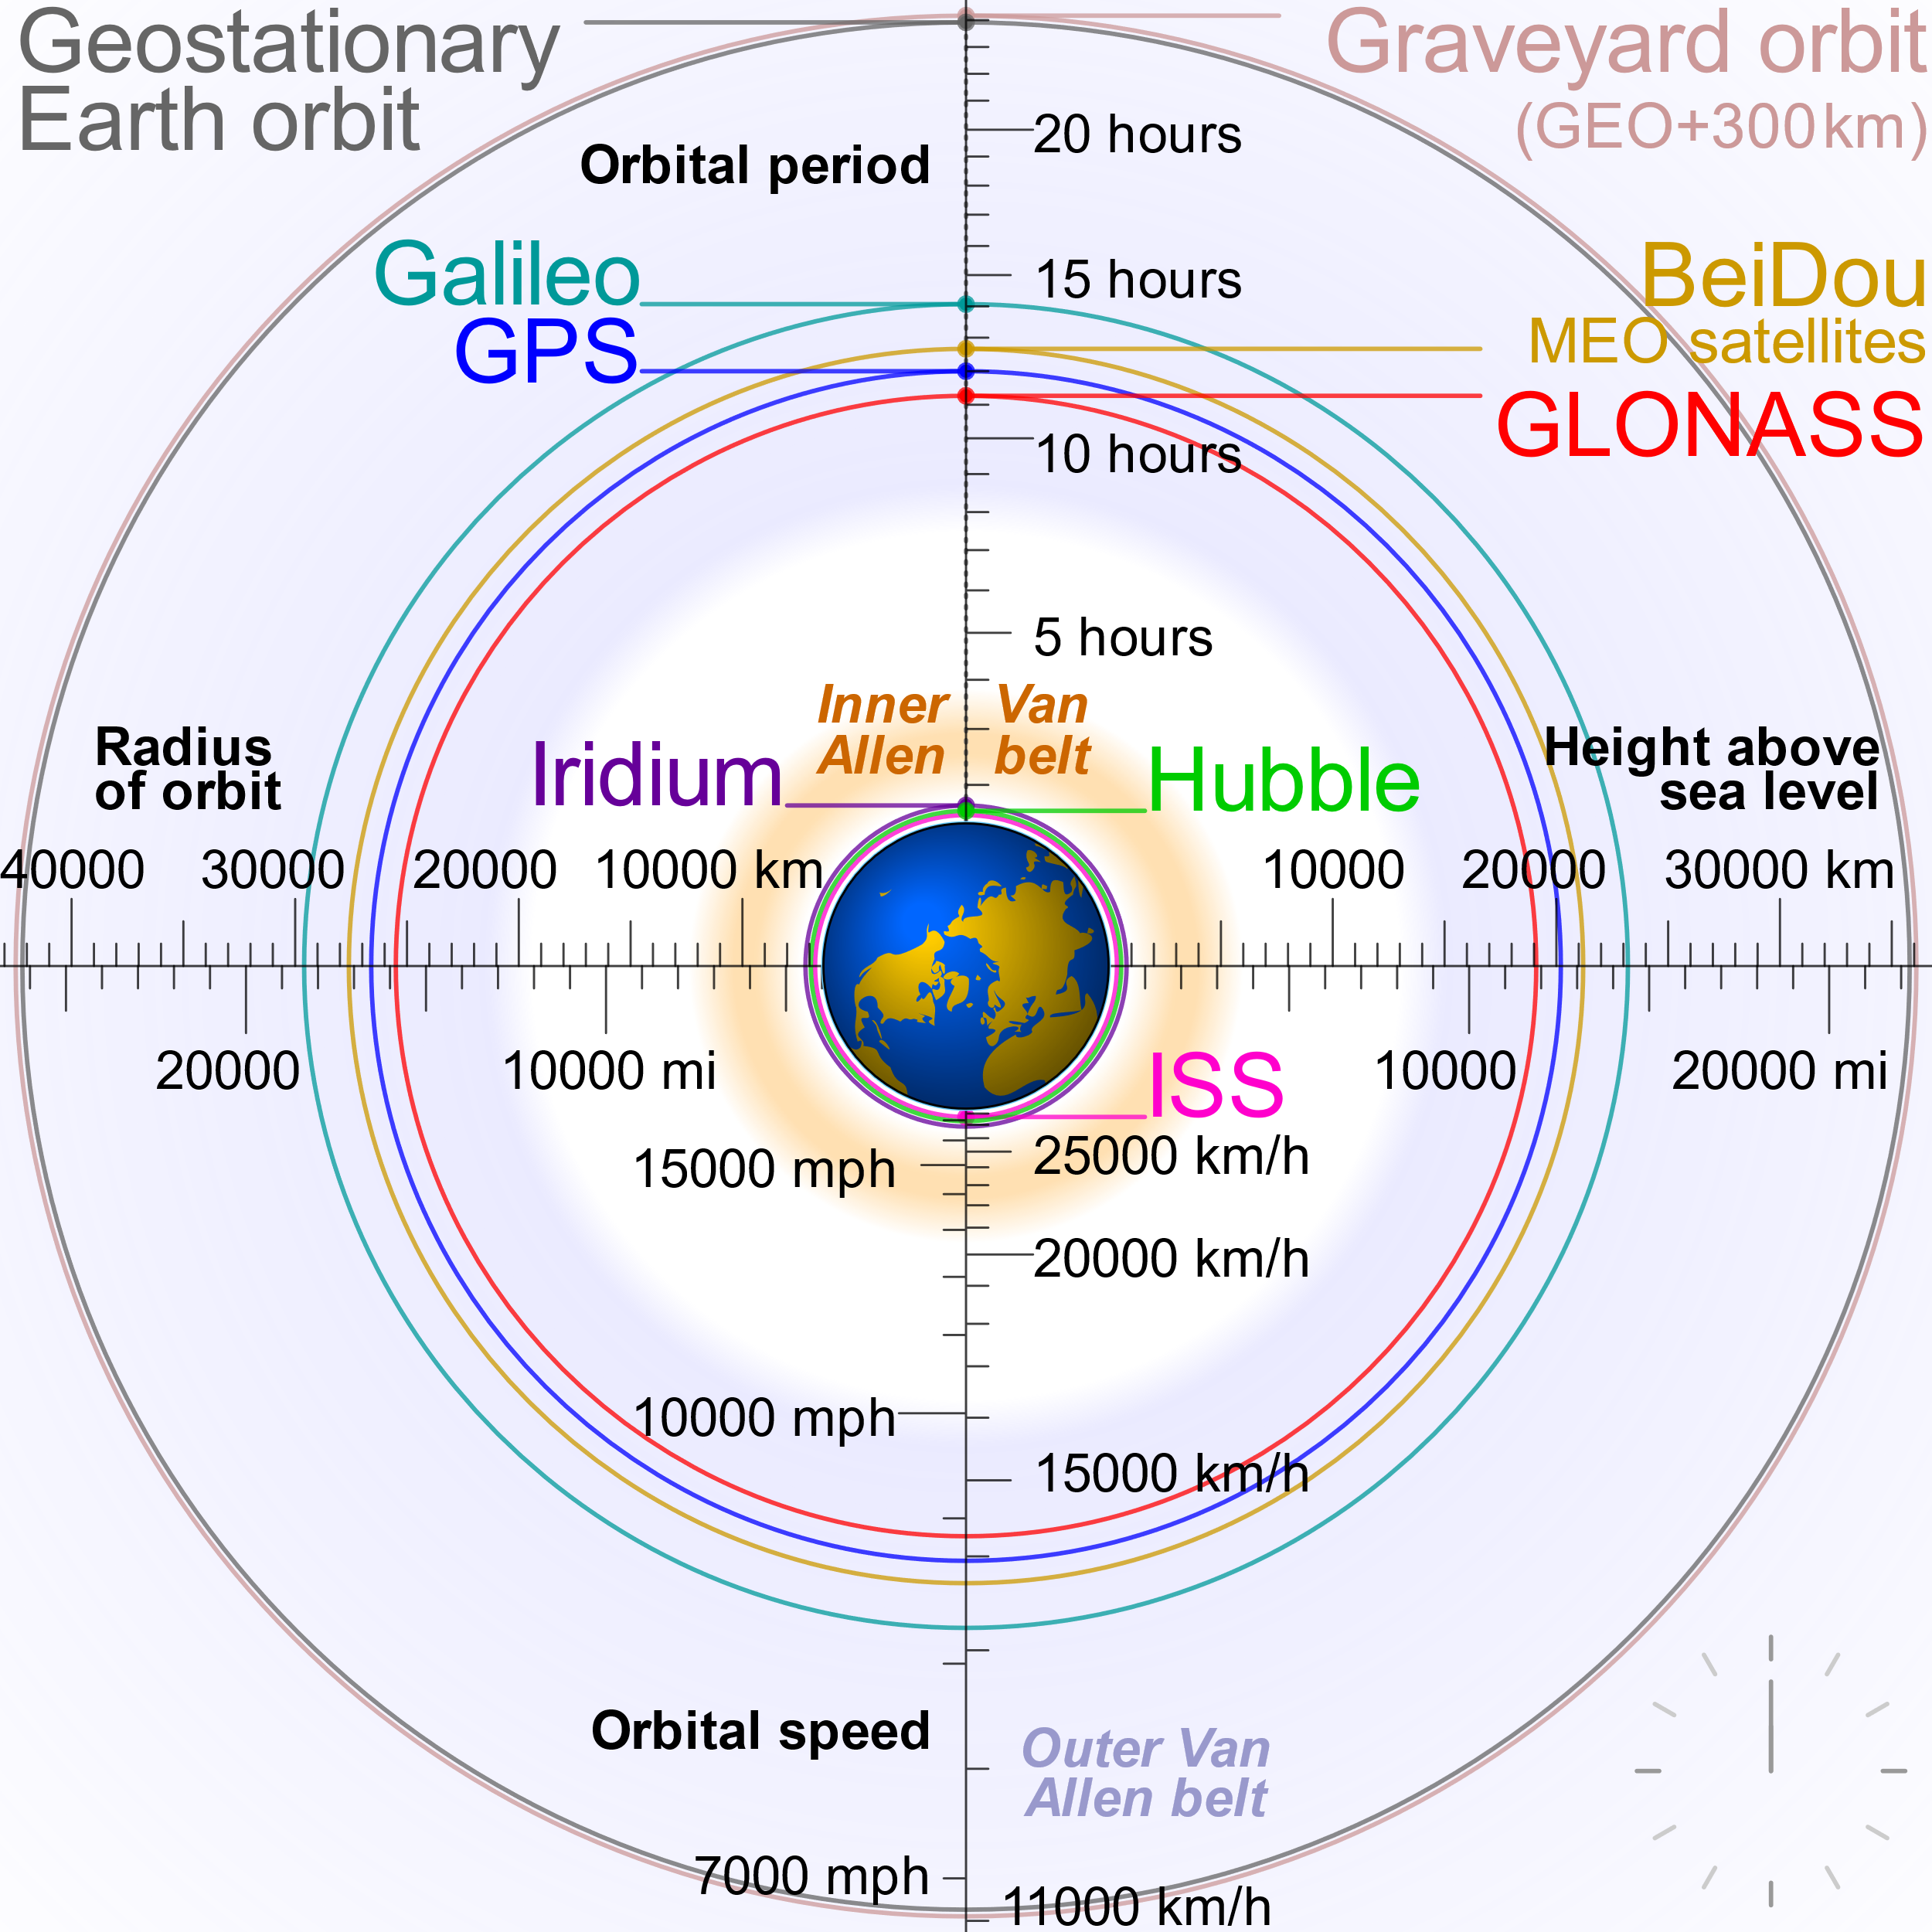 Geostationary
Earth orbit
Graveyard orbit
(GEO+300 km)
20 hours
Orbital period
Galileo
15 hours
BeiDou
MEO satellites
GPS
GLONASS
10 hours
5 hours
Inner Van
Allen belt
Radius
of orbit
Iridium
Hubble
Height above
sea level
40000 30000 20000 10000 km
10000 20000 30000 km
20000 10000 mi
10000 20000 mi
ISS
15000 mph
25000 km/h
20000 km/h
10000 mph
15000 km/h
Orbital speed
Outer Van
Allen belt
7000 mph
11000 km/h